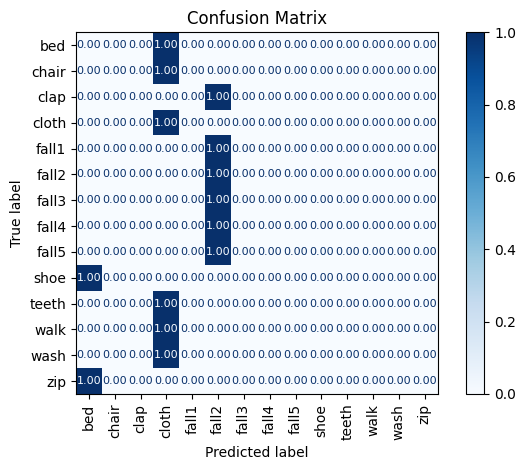 Confusion Matrix
True label
bed 0.00 0.00 0.00 1.00 0.00 0.00 0.00 0.00 0.00 0.00 0.00 0.00 0.00 0.00
chair 0.00 0.00 0.00 1.00 0.00 0.00 0.00 0.00 0.00 0.00 0.00 0.00 0.00 0.00
clap 0.00 0.00 0.00 0.00 0.00 1.00 0.00 0.00 0.00 0.00 0.00 0.00 0.00 0.00
cloth 0.00 0.00 0.00 1.00 0.00 0.00 0.00 0.00 0.00 0.00 0.00 0.00 0.00 0.00
fall1 0.00 0.00 0.00 0.00 0.00 1.00 0.00 0.00 0.00 0.00 0.00 0.00 0.00 0.00
fall2 0.00 0.00 0.00 0.00 0.00 1.00 0.00 0.00 0.00 0.00 0.00 0.00 0.00 0.00
fall3 0.00 0.00 0.00 0.00 0.00 1.00 0.00 0.00 0.00 0.00 0.00 0.00 0.00 0.00
fall4 0.00 0.00 0.00 0.00 0.00 1.00 0.00 0.00 0.00 0.00 0.00 0.00 0.00 0.00
fall5 0.00 0.00 0.00 0.00 0.00 1.00 0.00 0.00 0.00 0.00 0.00 0.00 0.00 0.00
shoe 1.00 0.00 0.00 0.00 0.00 0.00 0.00 0.00 0.00 0.00 0.00 0.00 0.00 0.00
teeth 0.00 0.00 0.00 1.00 0.00 0.00 0.00 0.00 0.00 0.00 0.00 0.00 0.00 0.00
walk 0.00 0.00 0.00 1.00 0.00 0.00 0.00 0.00 0.00 0.00 0.00 0.00 0.00 0.00
wash 0.00 0.00 0.00 1.00 0.00 0.00 0.00 0.00 0.00 0.00 0.00 0.00 0.00 0.00
zip 1.00 0.00 0.00 0.00 0.00 0.00 0.00 0.00 0.00 0.00 0.00 0.00 0.00 0.00
bed chair clap cloth fall1 fall2 fall3 fall4 fall5 shoe teeth walk wash zip
Predicted label
1.0
0.8
0.6
0.4
0.2
0.0